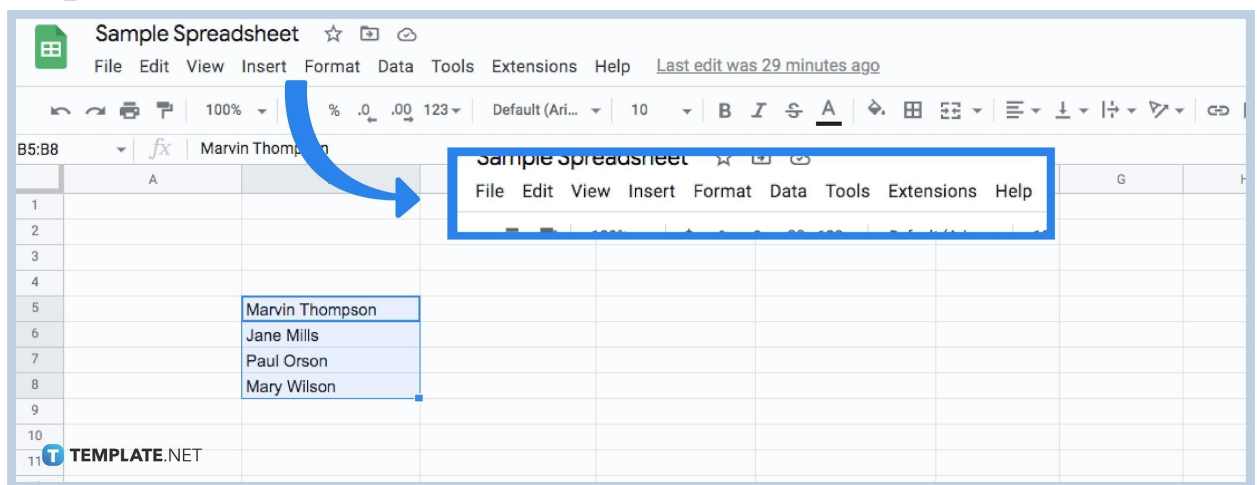 Sample Spreadsheet
File Edit View Insert Format Data Tools Extensions Help Last edit was 29 minutes ago
100% % .0 .00 123 Default (Ari... 10 B I S A
B5:B8 fx Marvin Thompson
Sample Spreadsheet
File Edit View Insert Format Data Tools Extensions Help
A G
1
2
3
4
5 Marvin Thompson
6 Jane Mills
7 Paul Orson
8 Mary Wilson
9
10
11
T TEMPLATE.NET